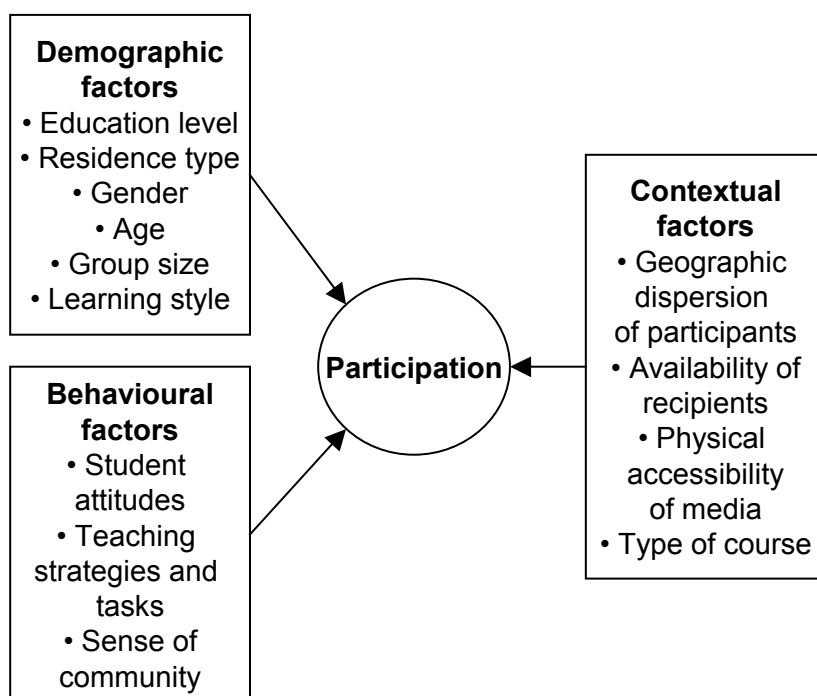 Demographic
factors
• Education level
• Residence type
• Gender
• Age
• Group size
• Learning style
Behavioural
factors
• Student
attitudes
• Teaching
strategies and
tasks
• Sense of
community
Participation
Contextual
factors
• Geographic
dispersion
of participants
• Availability of
recipients
• Physical
accessibility
of media
• Type of course